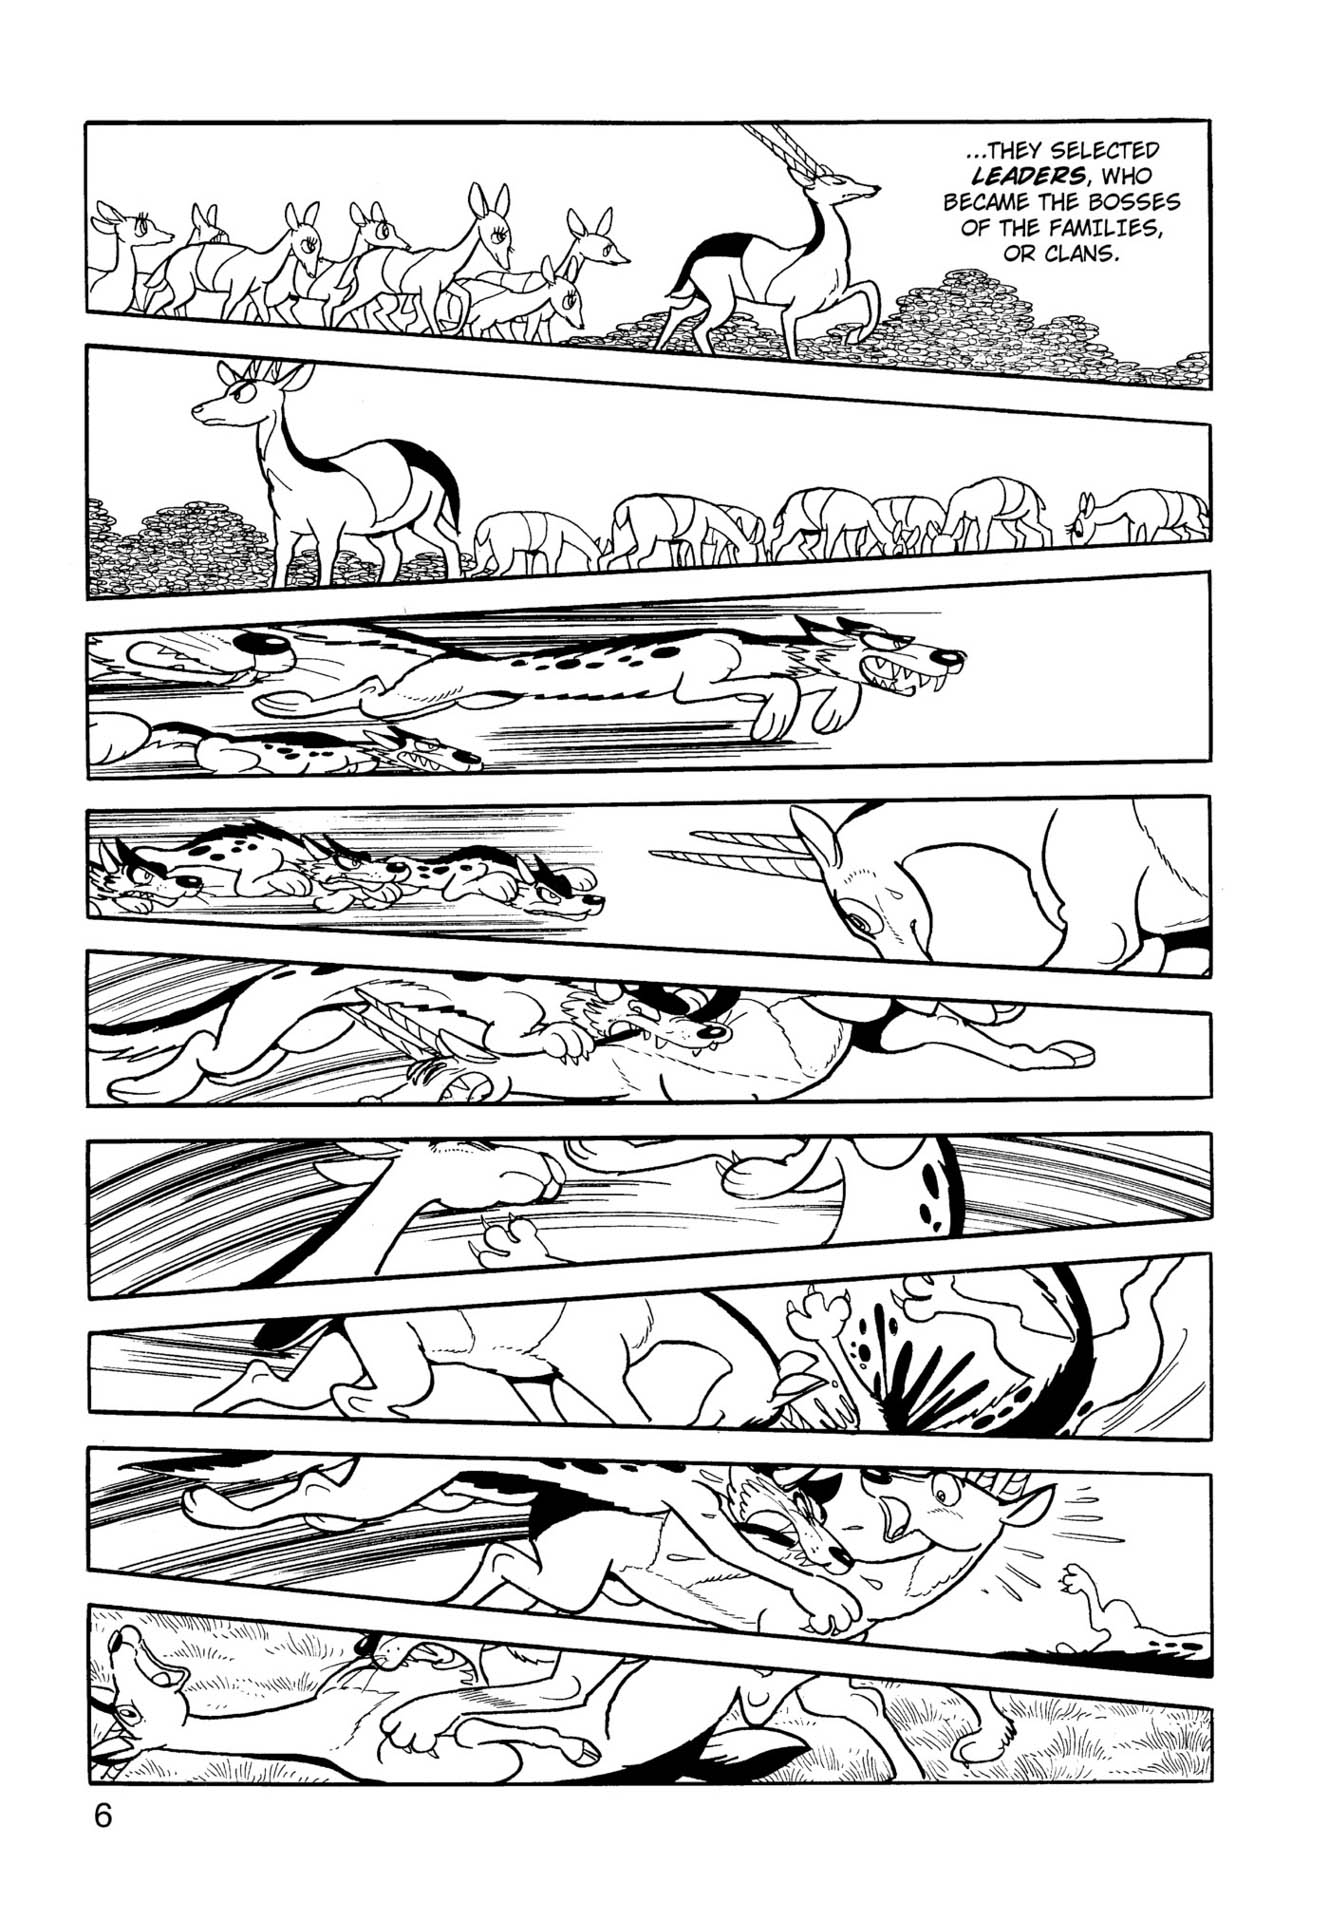 ...THEY SELECTED
LEADERS, WHO
BECAME THE BOSSES
OF THE FAMILIES,
OR CLANS.
6